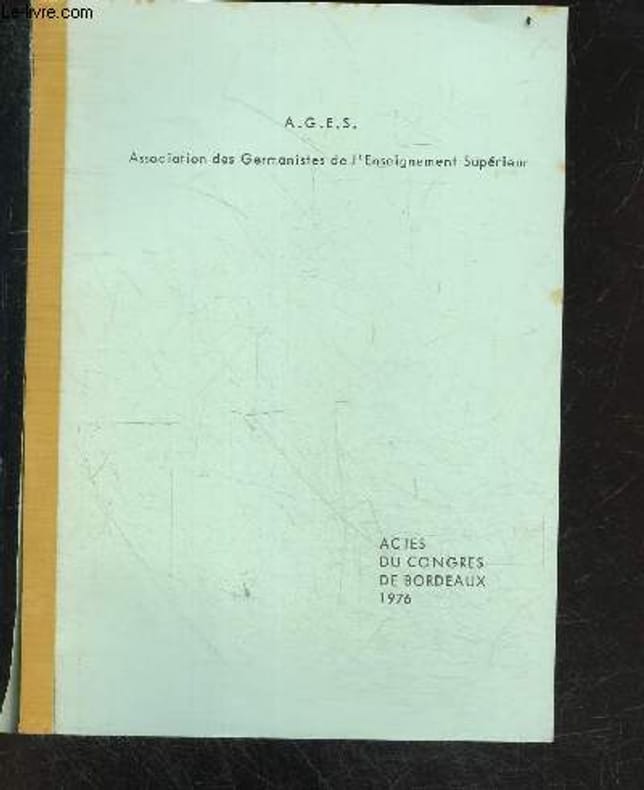 Le-livre.com
A.G.E.S.
Association des Germanistes de l'Enseignement Supérieur
ACTES
DU CONGRES
DE BORDEAUX
1976